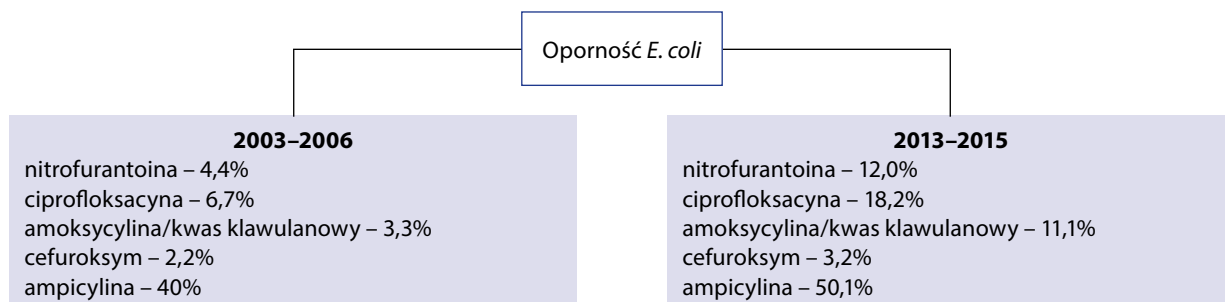 Oporność E. coli
2003–2006
nitrofurantoina – 4,4%
ciprofloksacyna – 6,7%
amoksycylina/kwas klawulanowy – 3,3%
cefuroksym – 2,2%
ampicylina – 40%
2013–2015
nitrofurantoina – 12,0%
ciprofloksacyna – 18,2%
amoksycylina/kwas klawulanowy – 11,1%
cefuroksym – 3,2%
ampicylina – 50,1%